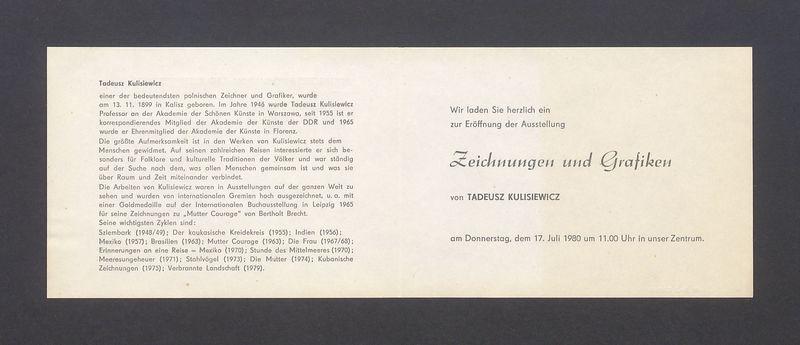 Tadeusz Kulisiewicz
einer der bedeutendsten polnischen Zeichner und Grafiker, wurde
am 13. 11. 1899 in Kalisz geboren. Im Jahre 1946 wurde Tadeusz Kulisiewicz
Professor an der Akademie der Schönen Künste in Warszawa, seit 1955 ist er
korrespondierendes Mitglied der Akademie der Künste der DDR und 1965
wurde er Ehrenmitglied der Akademie der Künste in Florenz.
Die größte Aufmerksamkeit ist in den Werken von Kulisiewicz stets dem
Menschen gewidmet. Auf seinen zahlreichen Reisen interessierte er sich be-
sonders für Folklore und kulturelle Traditionen der Völker und war ständig
auf der Suche nach dem, was allen Menschen gemeinsam ist und was sie
über Raum und Zeit miteinander verbindet.
Die Arbeiten von Kulisiewicz waren in Ausstellungen auf der ganzen Welt zu
sehen und wurden von internationalen Gremien hoch ausgezeichnet, u. a. mit
einer Goldmedaille auf der Internationalen Buchausstellung in Leipzig 1965
für seine Zeichnungen zu „Mutter Courage" von Bertholt Brecht.
Seine wichtigsten Zyklen sind:
Szlembark (1948/49); Der kaukasische Kreidekreis (1955); Indien (1956);
Mexiko (1957); Brasilien (1963); Mutter Courage (1963); Die Frau (1967/68);
Erinnerungen an eine Reise – Mexiko (1970); Stunde des Mittelmeeres (1970);
Meeresungeheuer (1971); Stahlvögel (1973); Die Mutter (1974); Kubanische
Zeichnungen (1975); Verbrannte Landschaft (1979).
Wir laden Sie herzlich ein
zur Eröffnung der Ausstellung
Zeichnungen und Grafiken
von TADEUSZ KULISIEWICZ
am Donnerstag, dem 17. Juli 1980 um 11.00 Uhr in unser Zentrum.